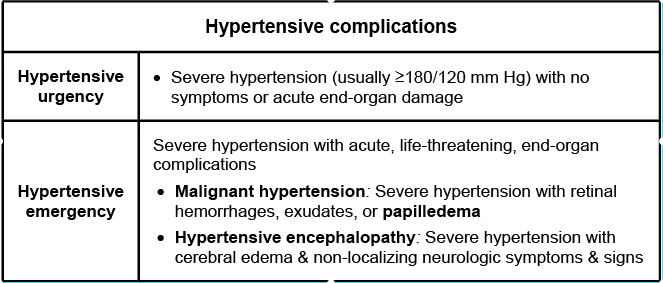 Hypertensive complications
Hypertensive
urgency
• Severe hypertension (usually ≥180/120 mm Hg) with no
symptoms or acute end-organ damage
Hypertensive
emergency
Severe hypertension with acute, life-threatening, end-organ
complications
• Malignant hypertension: Severe hypertension with retinal
hemorrhages, exudates, or papilledema
• Hypertensive encephalopathy: Severe hypertension with
cerebral edema & non-localizing neurologic symptoms & signs